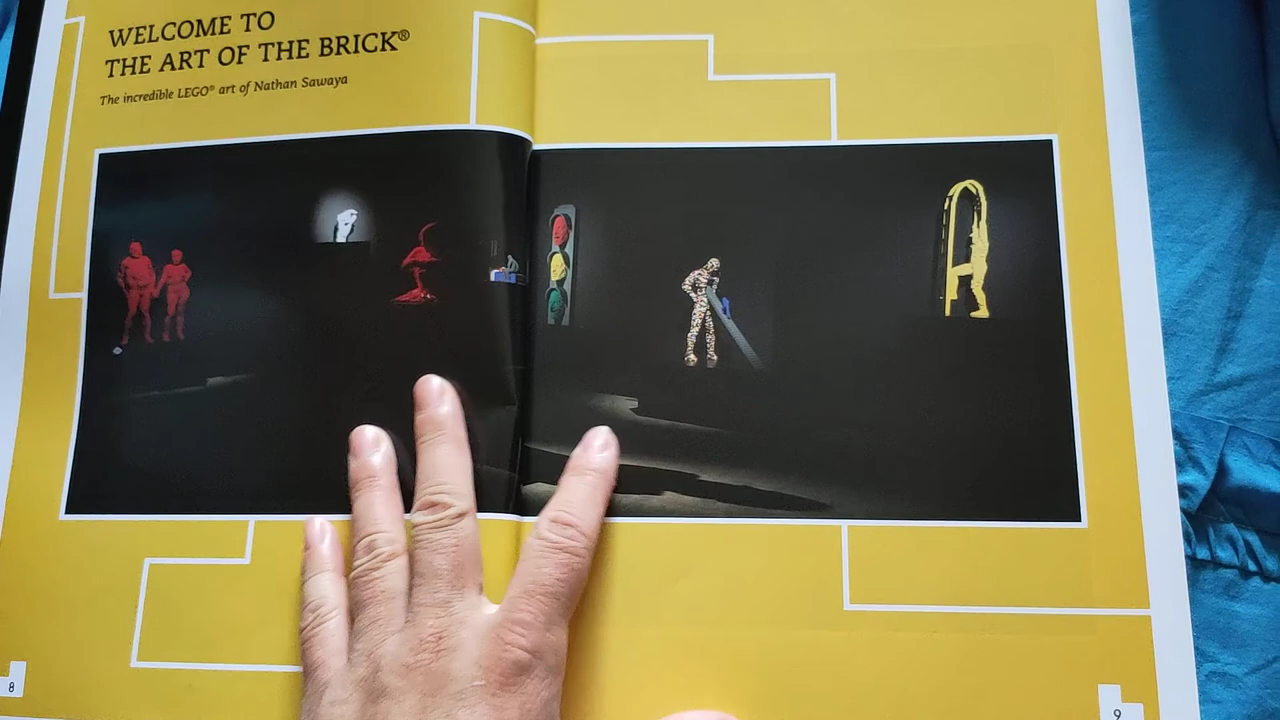 WELCOME TO
THE ART OF THE BRICK®
The incredible LEGO® art of Nathan Sawaya
8
9